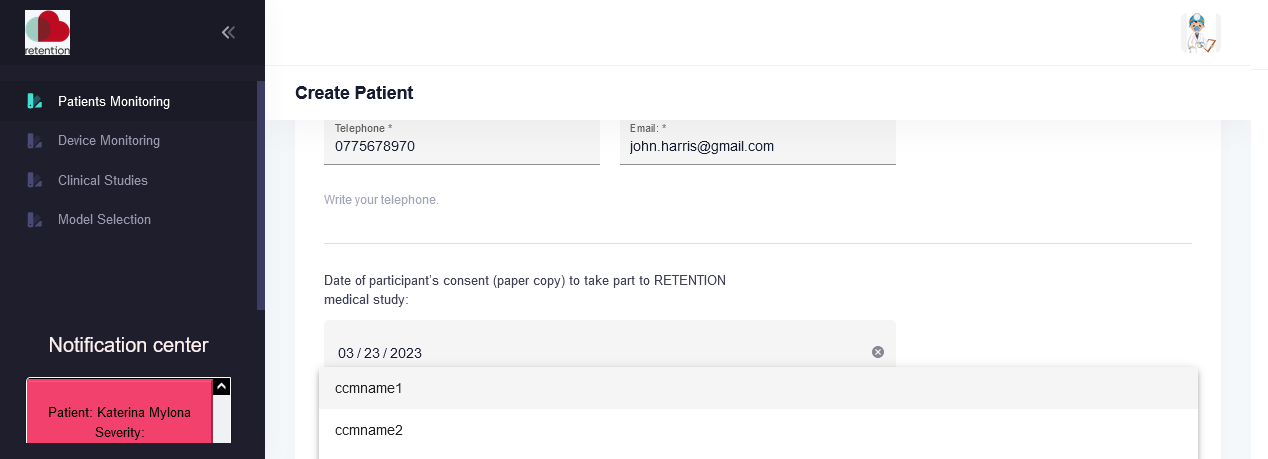 retention
Patients Monitoring
Device Monitoring
Clinical Studies
Model Selection
Notification center
Patient: Katerina Mylona
Severity:
Create Patient
Telephone *
0775678970
Email: *
john.harris@gmail.com
Write your telephone.
Date of participant's consent (paper copy) to take part to RETENTION
medical study:
03 / 23 / 2023
ccmname1
ccmname2